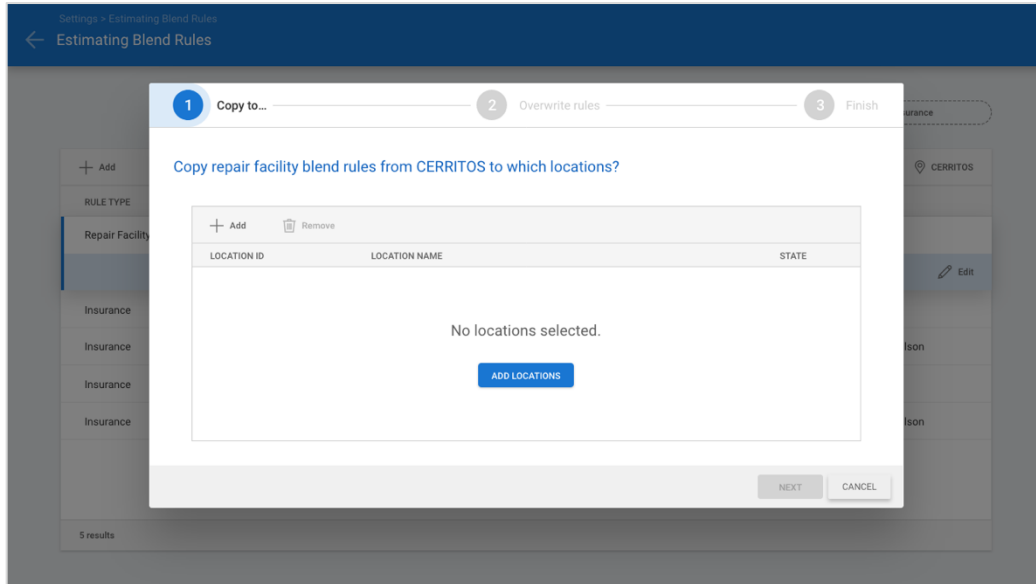 Settings > Estimating Blend Rules
Estimating Blend Rules
1 Copy to... 2 Overwrite rules 3 Finish
urance
Add
CERRITOS
RULE TYPE
Copy repair facility blend rules from CERRITOS to which locations?
Add Remove
LOCATION ID LOCATION NAME STATE
Repair Facility
Edit
No locations selected.
ADD LOCATIONS
Insurance
Insurance lson
Insurance
Insurance lson
NEXT CANCEL
5 results